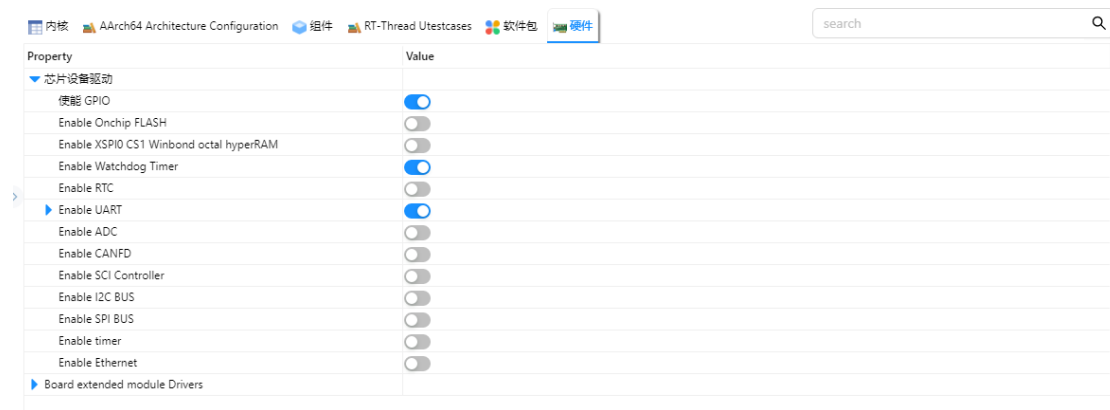 内核 AArch64 Architecture Configuration 组件 RT-Thread Utestcases 软件包 硬件 search
Property Value
芯片设备驱动
使能 GPIO
Enable Onchip FLASH
Enable XSPI0 CS1 Winbond octal hyperRAM
Enable Watchdog Timer
Enable RTC
Enable UART
Enable ADC
Enable CANFD
Enable SCI Controller
Enable I2C BUS
Enable SPI BUS
Enable timer
Enable Ethernet
Board extended module Drivers